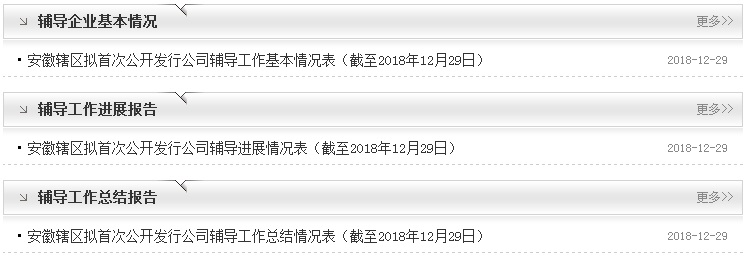 辅导企业基本情况 更多>>
安徽辖区拟首次公开发行公司辅导工作基本情况表（截至2018年12月29日） 2018-12-29
辅导工作进展报告 更多>>
安徽辖区拟首次公开发行公司辅导进展情况表（截至2018年12月29日） 2018-12-29
辅导工作总结报告 更多>>
安徽辖区拟首次公开发行公司辅导工作总结情况表（截至2018年12月29日） 2018-12-29